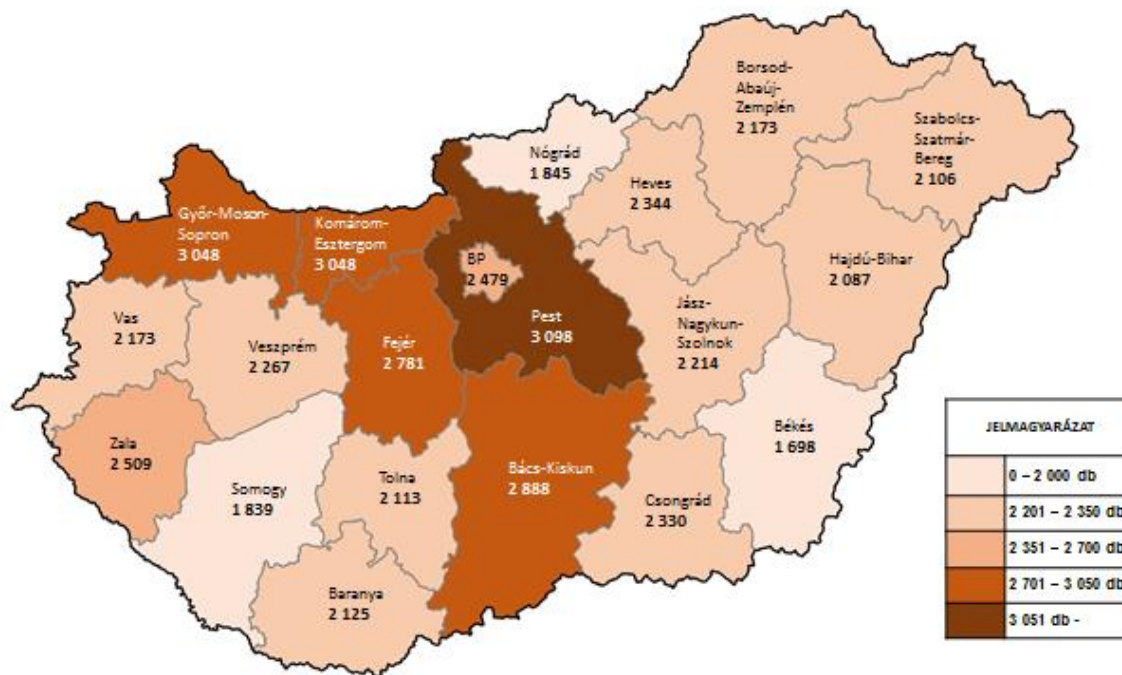 Borsod-
Abaúj-
Zemplén
2 173
Szabolcs-
Szatmár-
Bereg
2 106
Nógrád
1 845
Heves
2 344
Győr-Moson-
Sopron
3 048
Komárom-
Esztergom
3 048
BP
2 479
Hajdú-Bihar
2 087
Jász-
Nagykun-
Szolnok
2 214
Pest
3 098
Vas
2 173
Veszprém
2 267
Fejér
2 781
Zala
2 509
Somogy
1 839
Tolna
2 113
Bács-Kiskun
2 888
Csongrád
2 330
Békés
1 698
Baranya
2 125
JELMAGYARÁZAT
0 – 2 000 db
2 201 – 2 350 db
2 351 – 2 700 db
2 701 – 3 050 db
3 051 db -